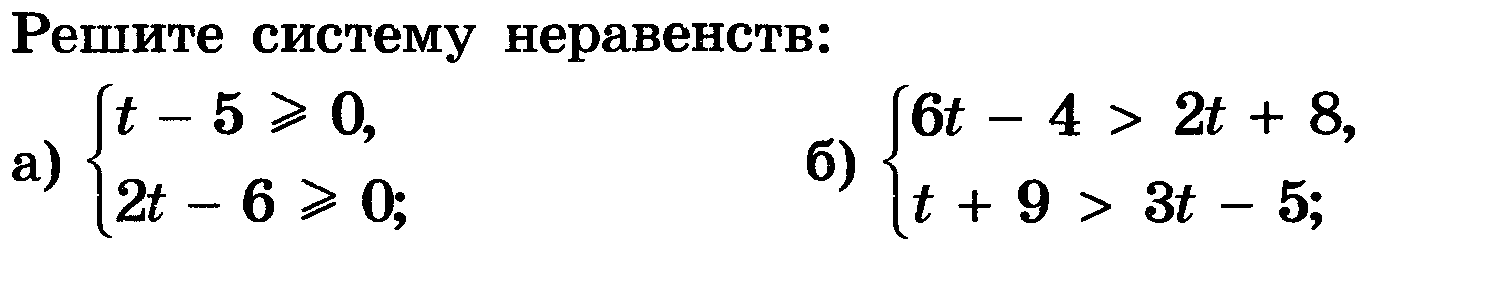 Решите систему неравенств:
а) { t – 5 ⩾ 0, б) { 6t – 4 > 2t + 8,
2t – 6 ⩾ 0; t + 9 > 3t – 5;